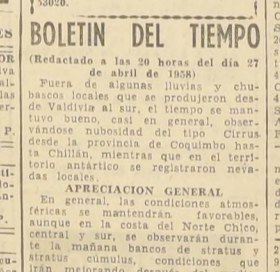 53020.
BOLETIN DEL TIEMPO
(Redactado a las 20 horas del día 27
de abril de 1958)
Fuera de algunas lluvias y chu-
bascos locales que se produjeron des-
de Valdivia al sur, el tiempo se man-
tuvo bueno, casi en general, obser-
vándose nubosidad del tipo Cirrus
desde la provincia de Coquimbo has-
ta Chillán, mientras que en el terri-
torio antártico se registraron neva-
das locales.
APRECIACION GENERAL
En general, las condiciones atmos-
féricas se mantendrán favorables,
aunque en la costa del Norte Chico,
central y sur, se observarán duran-
te la mañana bancos de stratus y
stratus cúmulus, condiciones que
irán mejorando después del